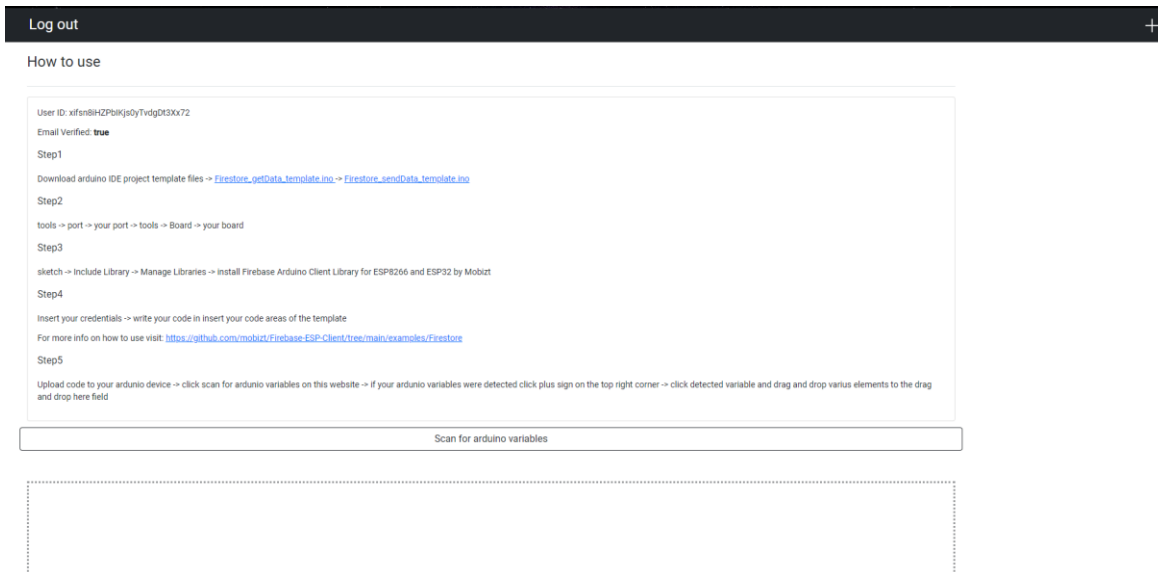 Log out
How to use
User ID: xifsn8iHZPbIKjs0yTvdgDt3Xx72
Email Verified: true
Step1
Download arduino IDE project template files -> Firestore_getData_template.ino -> Firestore_sendData_template.ino
Step2
tools -> port -> your port -> tools -> Board -> your board
Step3
sketch -> Include Library -> Manage Libraries -> install Firebase Arduino Client Library for ESP8266 and ESP32 by Mobizt
Step4
Insert your credentials -> write your code in insert your code areas of the template
For more info on how to use visit: https://github.com/mobizt/Firebase-ESP-Client/tree/main/examples/Firestore
Step5
Upload code to your ardunio device -> click scan for ardunio variables on this website -> if your ardunio variables were detected click plus sign on the top right corner -> click detected variable and drag and drop varius elements to the drag
and drop here field
Scan for arduino variables